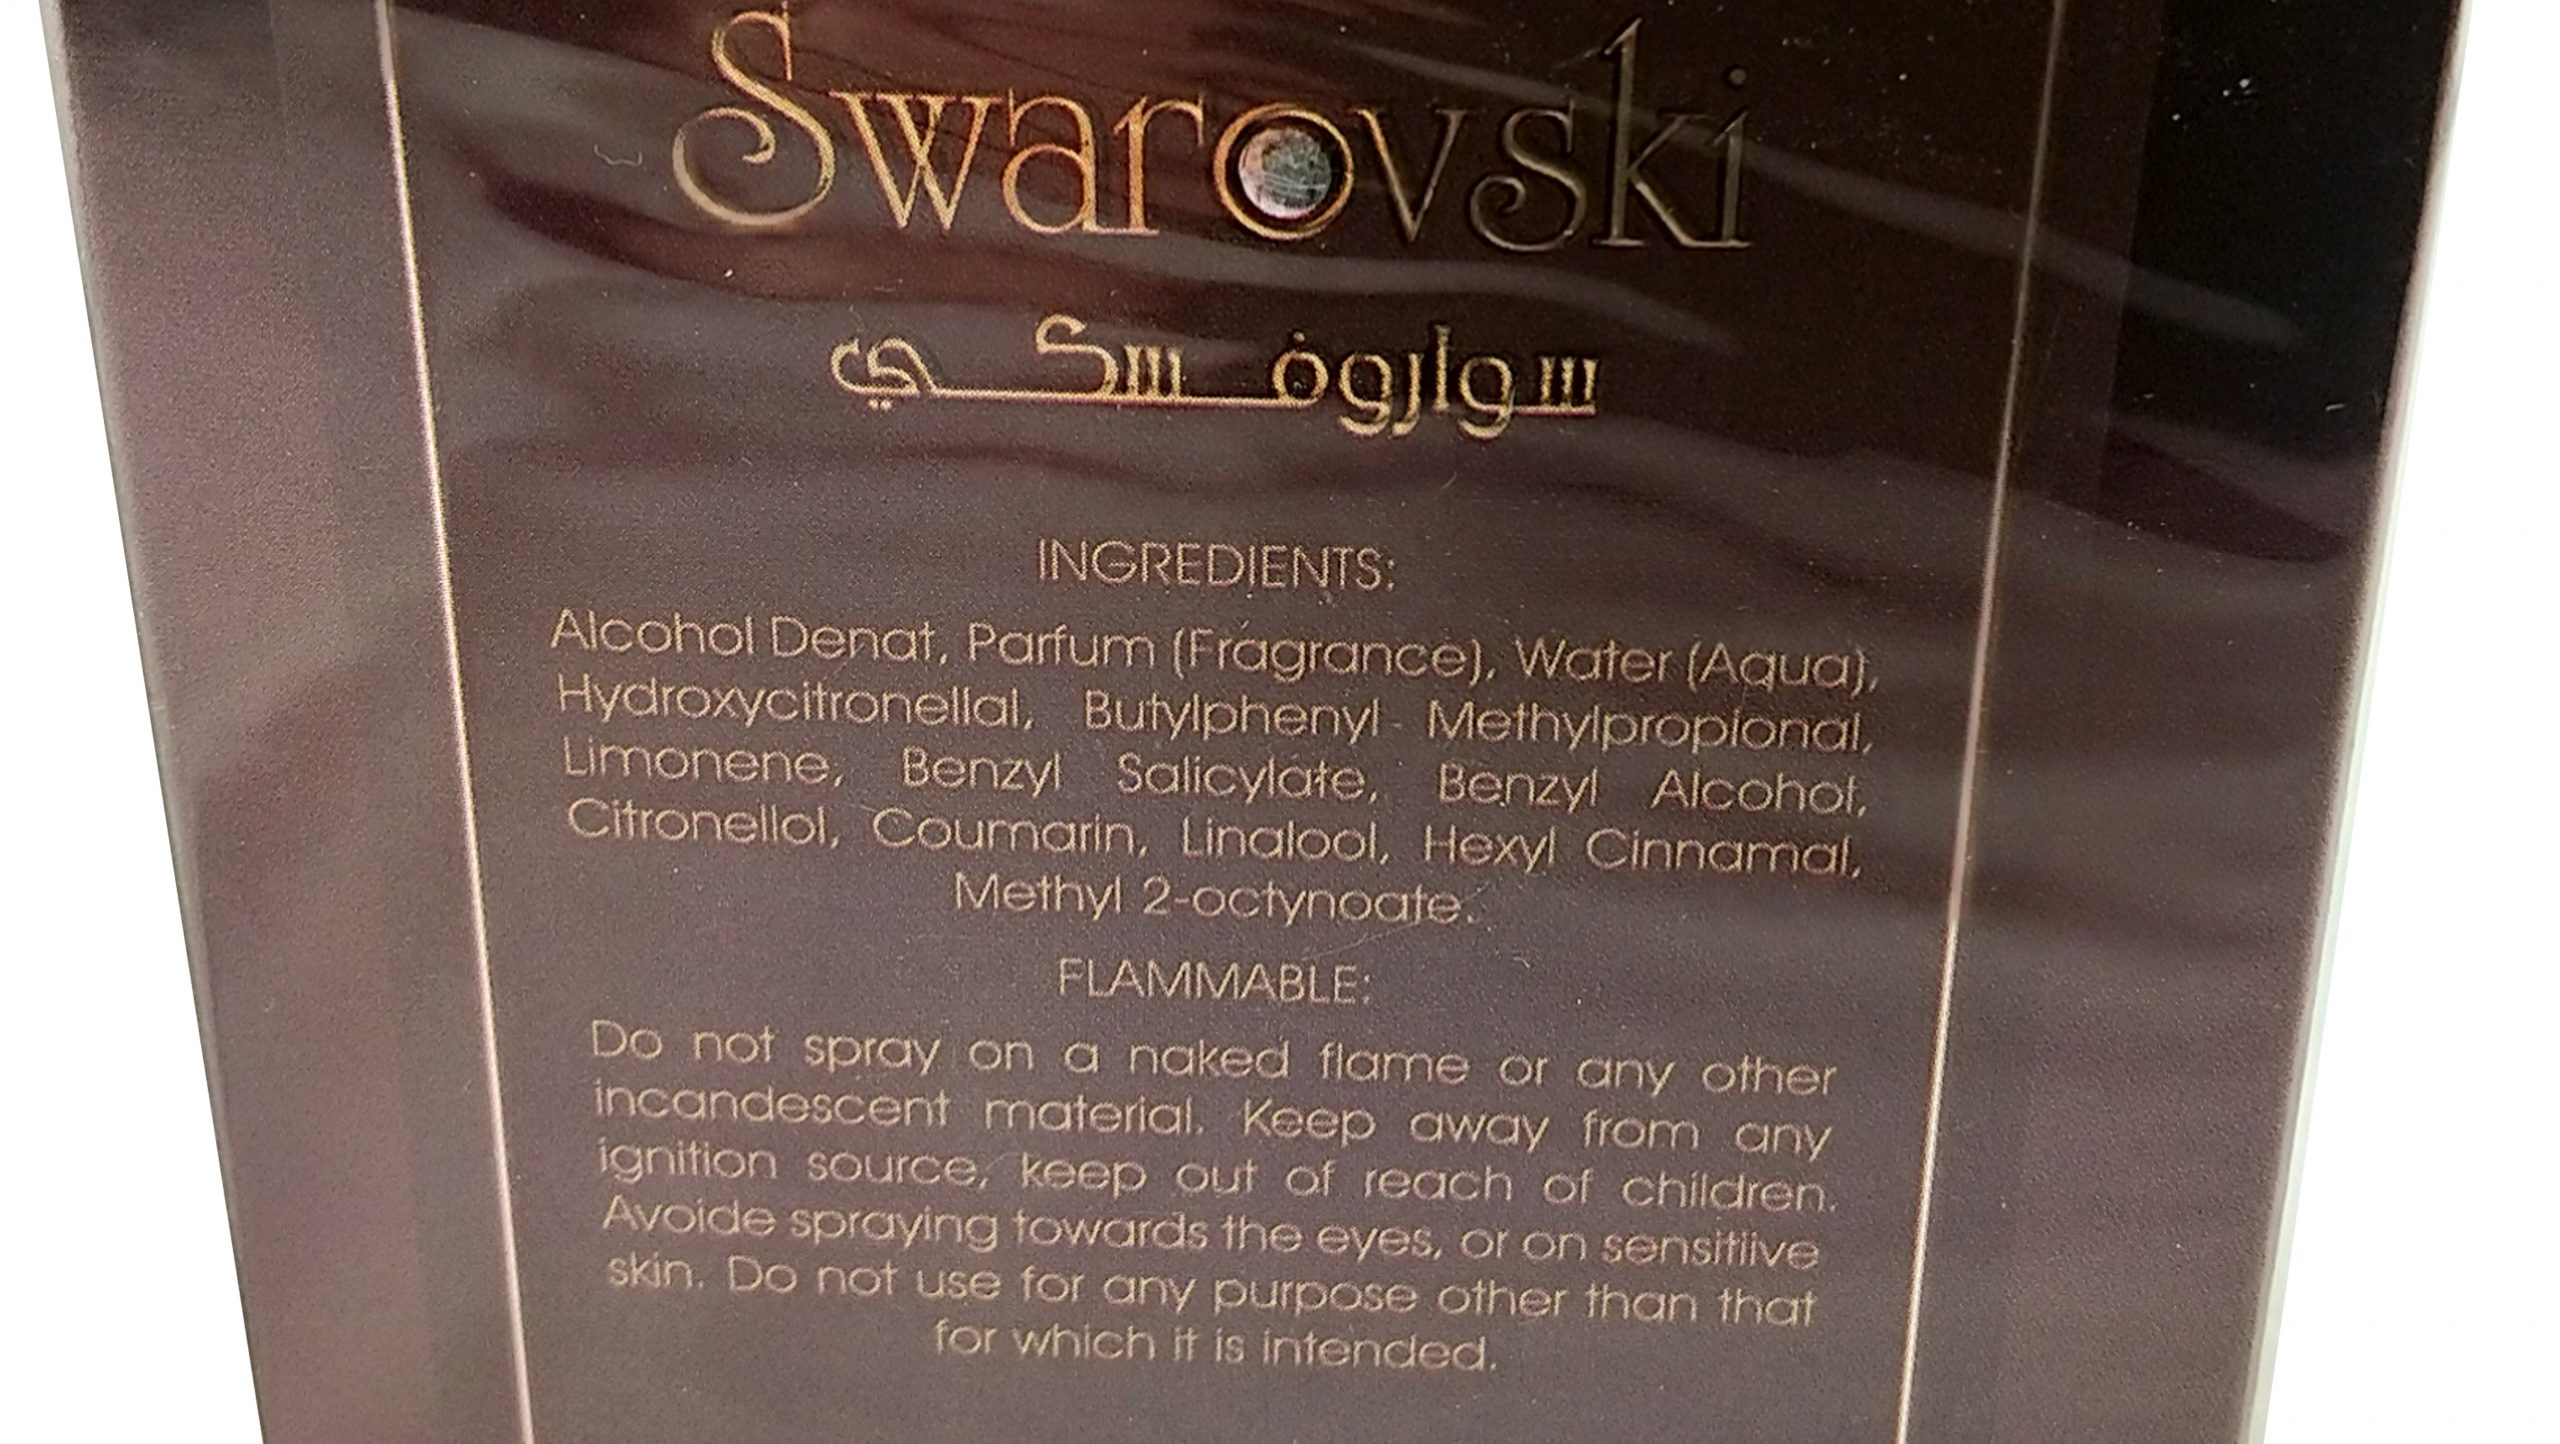 Swarovski
سواروفسكي
INGREDIENTS:
Alcohol Denat, Parfum (Fragrance), Water (Aqua),
Hydroxycitronellal, Butylphenyl Methylpropional,
Limonene, Benzyl Salicylate, Benzyl Alcohol,
Citronellol, Coumarin, Linalool, Hexyl Cinnamal,
Methyl 2-octynoate.
FLAMMABLE:
Do not spray on a naked flame or any other
incandescent material. Keep away from any
ignition source, keep out of reach of children.
Avoide spraying towards the eyes, or on sensitiive
skin. Do not use for any purpose other than that
for which it is intended.